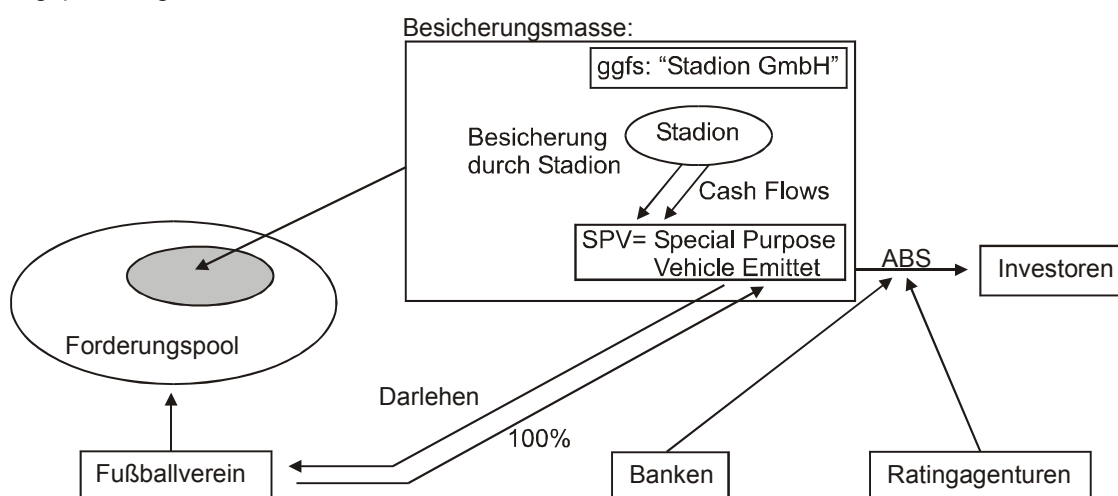 Besicherungsmasse:
ggfs: “Stadion GmbH”
Stadion
Besicherung
durch Stadion
Cash Flows
SPV= Special Purpose
Vehicle Emittet
ABS
Investoren
Forderungspool
Darlehen
100%
Fußballverein
Banken
Ratingagenturen